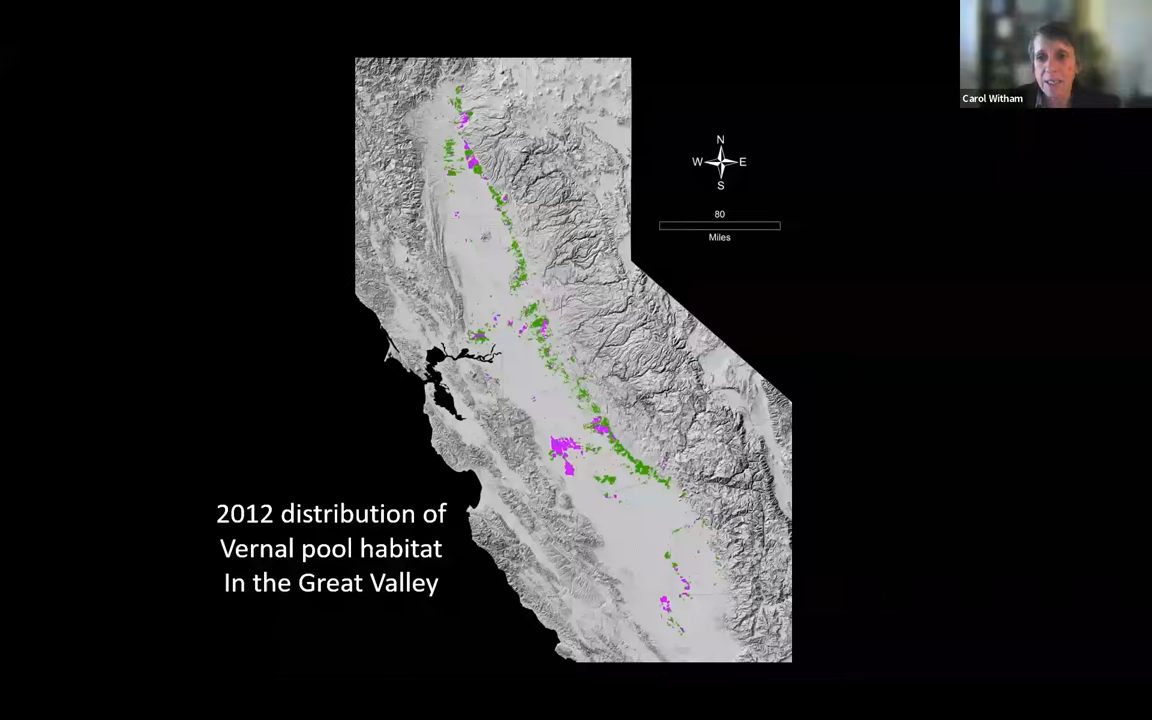 Carol Witham
N
W E
S
80
Miles
2012 distribution of
Vernal pool habitat
In the Great Valley